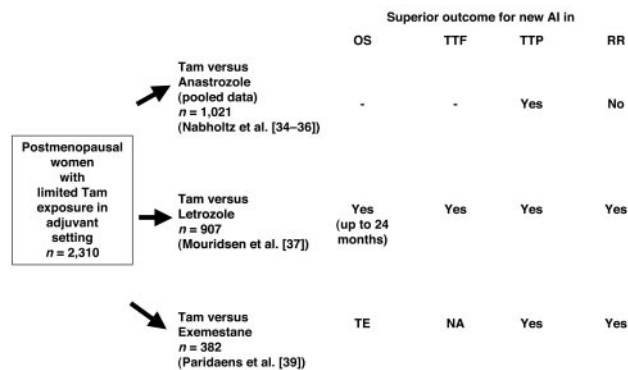 Superior outcome for new AI in
OS TTF TTP RR
Tam versus
Anastrozole
(pooled data)
n = 1,021
(Nabholtz et al. [34–36])
- - Yes No
Postmenopausal
women
with
limited Tam
exposure in
adjuvant
setting
n = 2,310
Tam versus
Letrozole
n = 907
(Mouridsen et al. [37])
Yes Yes Yes Yes
(up to 24
months)
Tam versus
Exemestane
n = 382
(Paridaens et al. [39])
TE NA Yes Yes